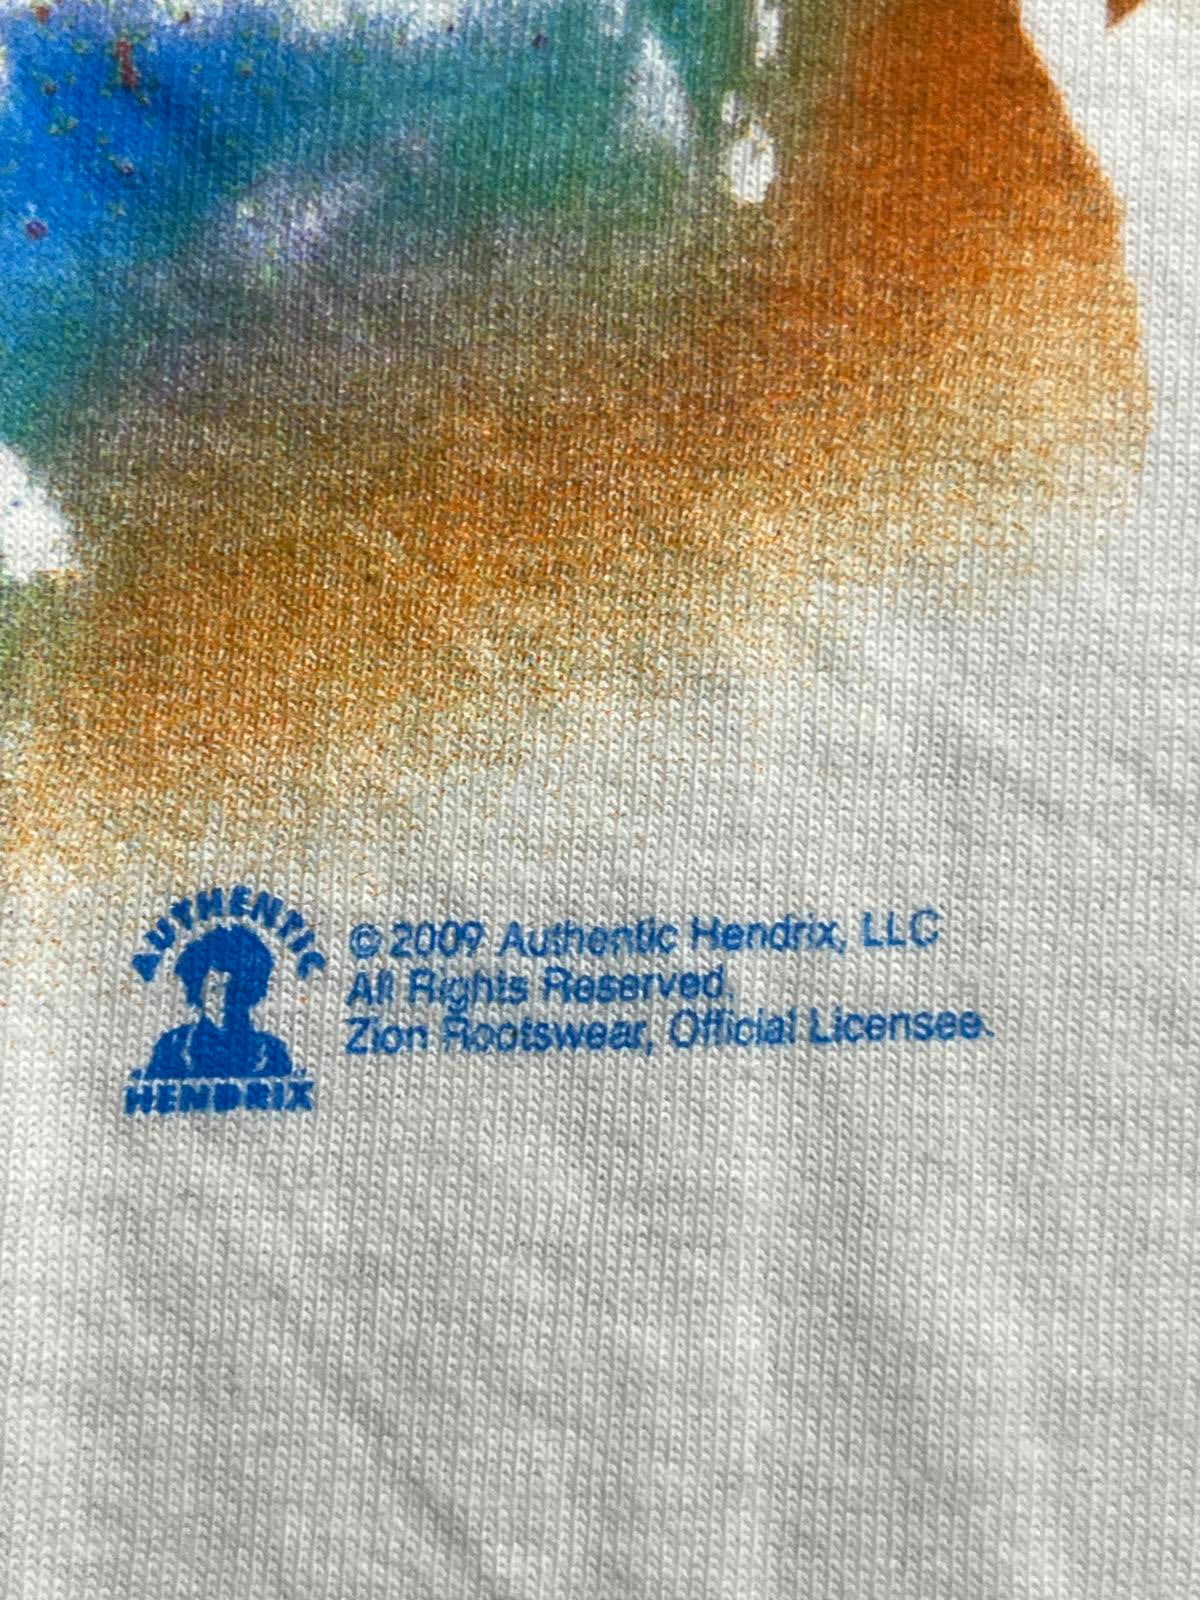 AUTHENTIC
HENDRIX
© 2009 Authentic Hendrix, LLC
All Rights Reserved.
Zion Rootswear, Official Licensee.